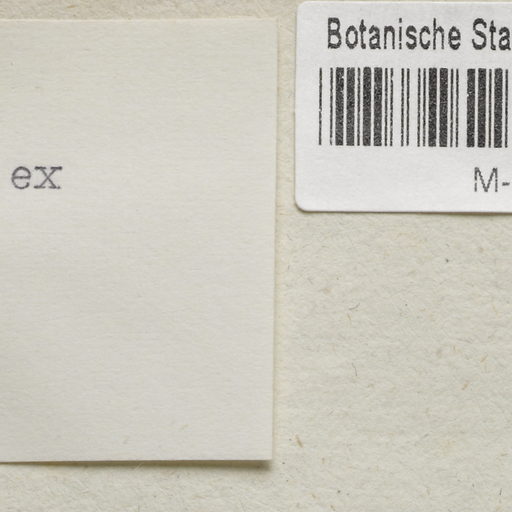 Botanische Sta
M-
ex